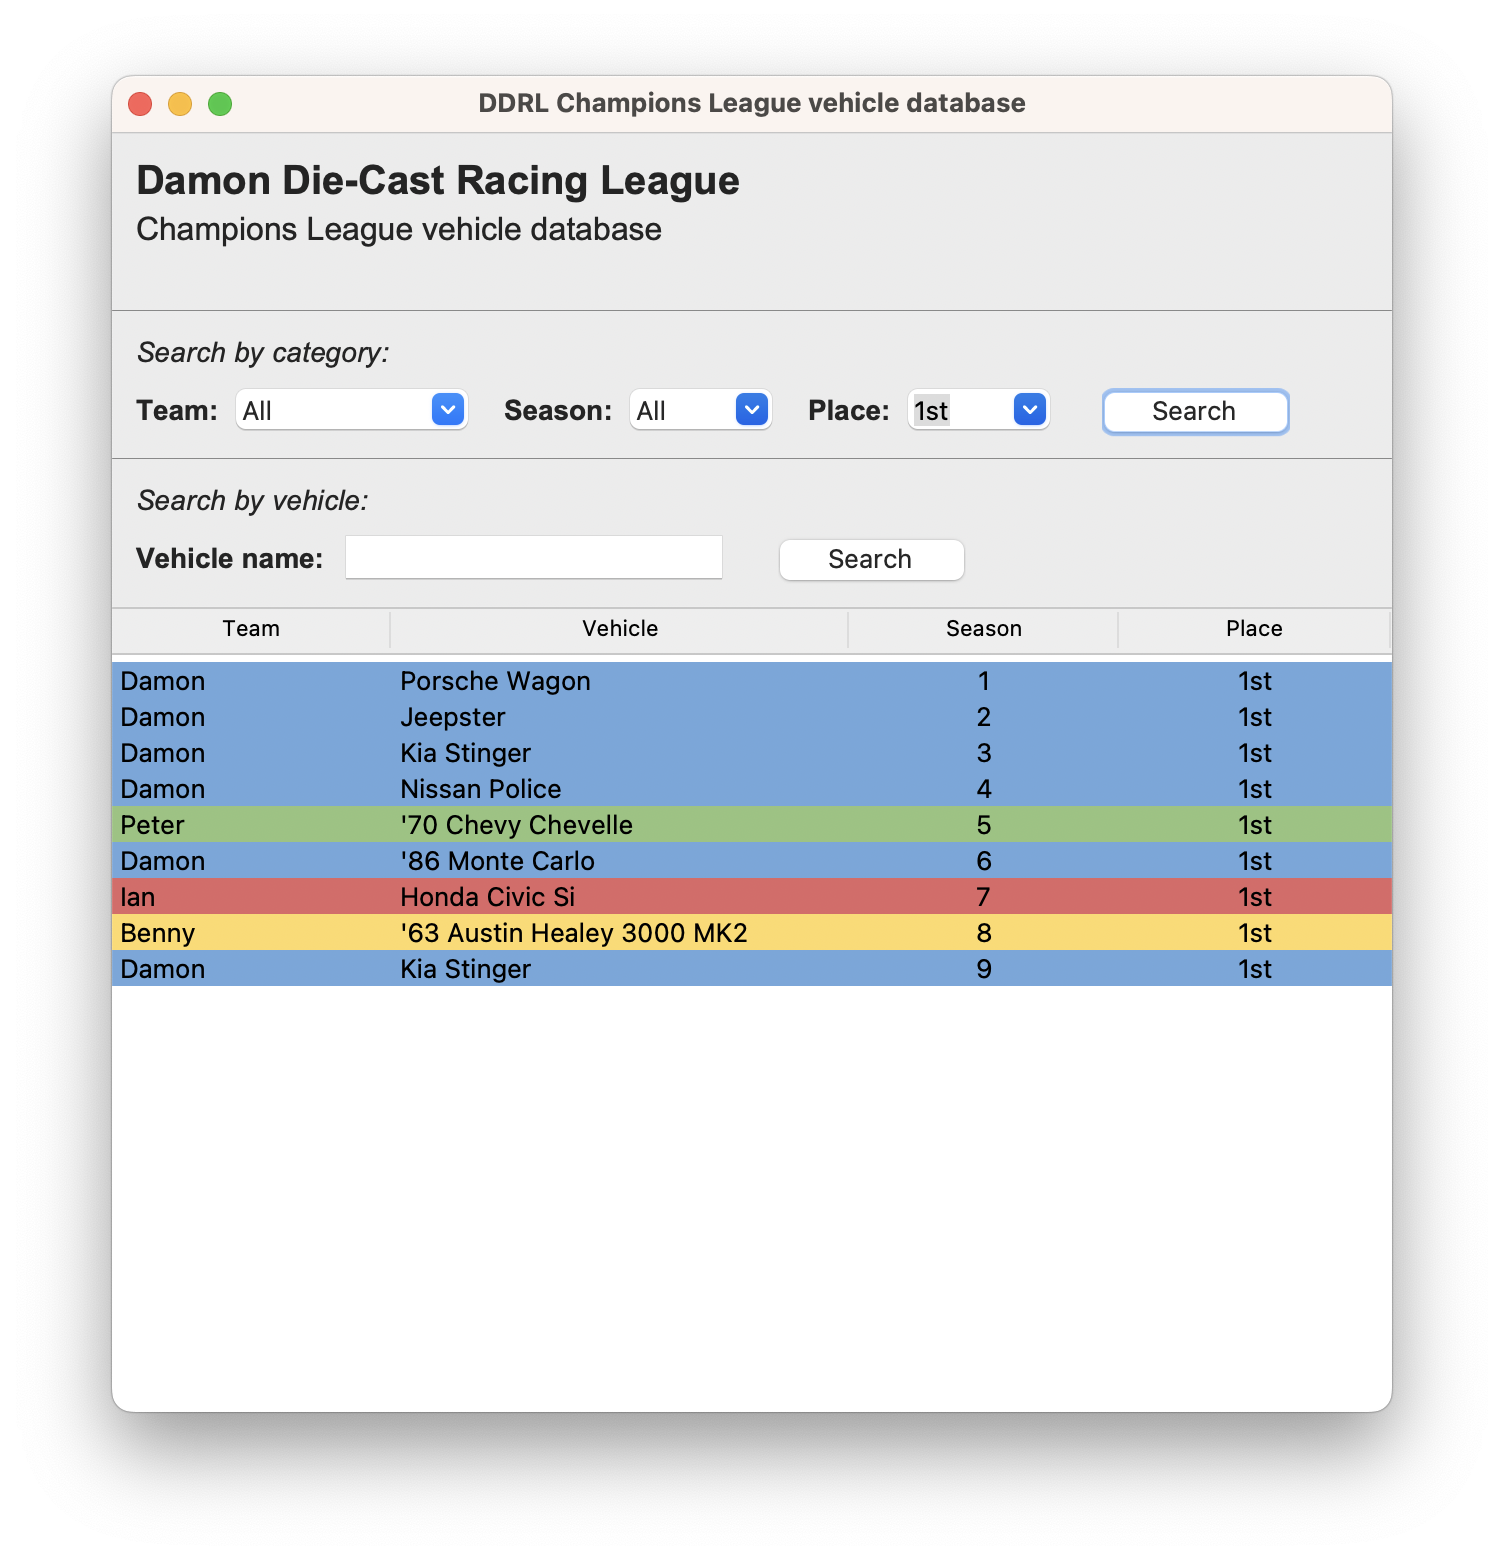 DDRL Champions League vehicle database
Damon Die-Cast Racing League
Champions League vehicle database
Search by category:
Team: All Season: All Place: 1st Search
Search by vehicle:
Vehicle name: Search
Team Vehicle Season Place
Damon Porsche Wagon 1 1st
Damon Jeepster 2 1st
Damon Kia Stinger 3 1st
Damon Nissan Police 4 1st
Peter '70 Chevy Chevelle 5 1st
Damon '86 Monte Carlo 6 1st
Ian Honda Civic Si 7 1st
Benny '63 Austin Healey 3000 MK2 8 1st
Damon Kia Stinger 9 1st